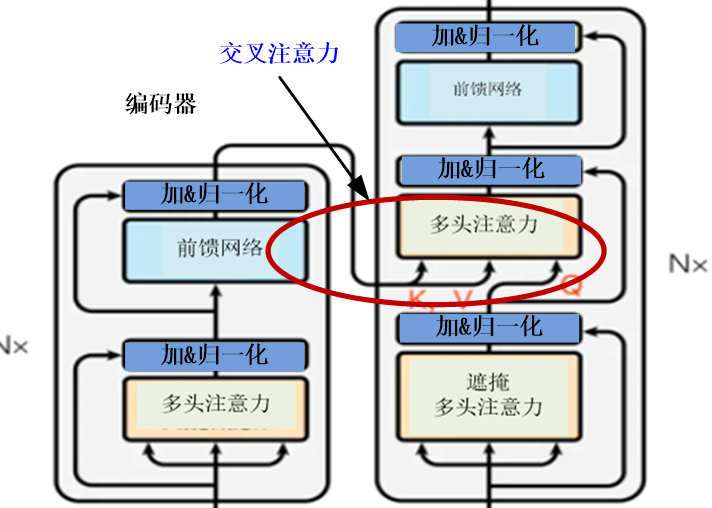 交叉注意力
编码器
加&归一化
前馈网络
加&归一化
多头注意力
Nx
加&归一化
前馈网络
加&归一化
多头注意力
K, V
Q
加&归一化
遮掩
多头注意力
Nx